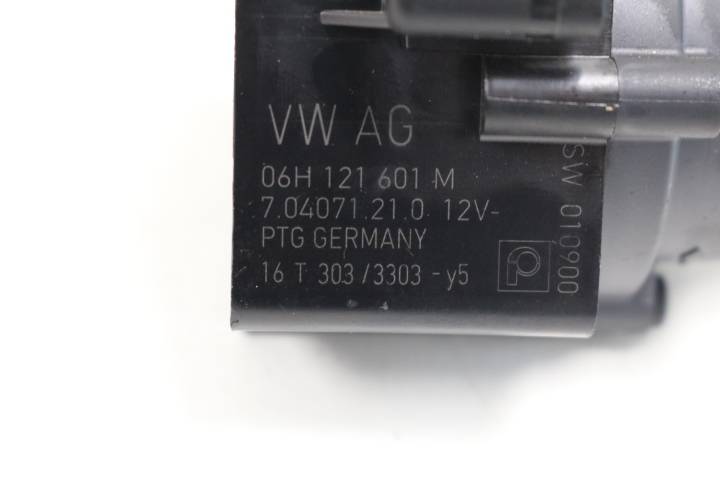 VW AG
06H 121 601 M
7.04071.21.0 12V-
PTG GERMANY
16 T 303 /3303 - y5
SW 010900